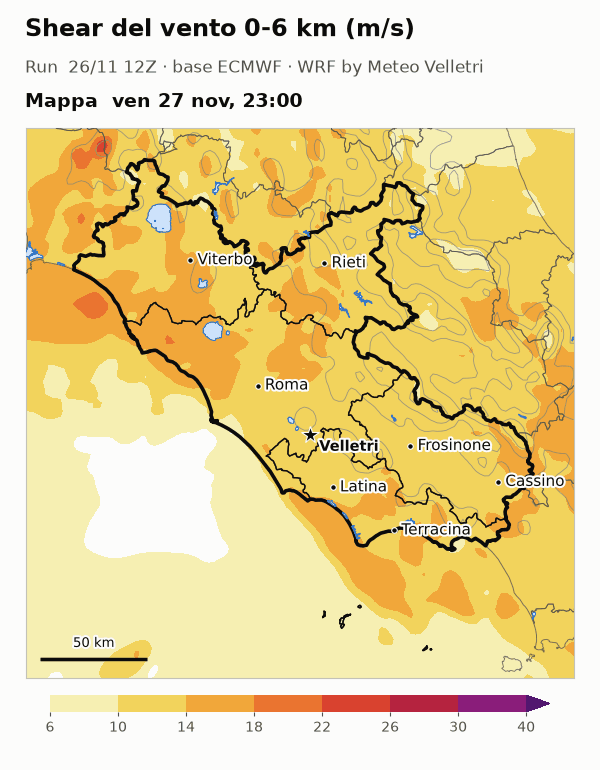 Shear del vento 0-6 km (m/s)
Run  26/11 12Z · base ECMWF · WRF by Meteo Velletri
Mappa  ven 27 nov, 23:00
Viterbo
Rieti
Roma
Velletri
Frosinone
Cassino
Latina
Terracina
50 km
6 10 14 18 22 26 30 40